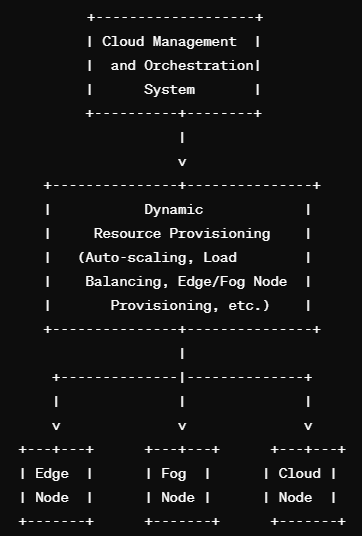 Cloud Management
and Orchestration
System
Dynamic
Resource Provisioning
(Auto-scaling, Load
Balancing, Edge/Fog Node
Provisioning, etc.)
v
v
v
v
Edge
Node
Fog
Node
Cloud
Node